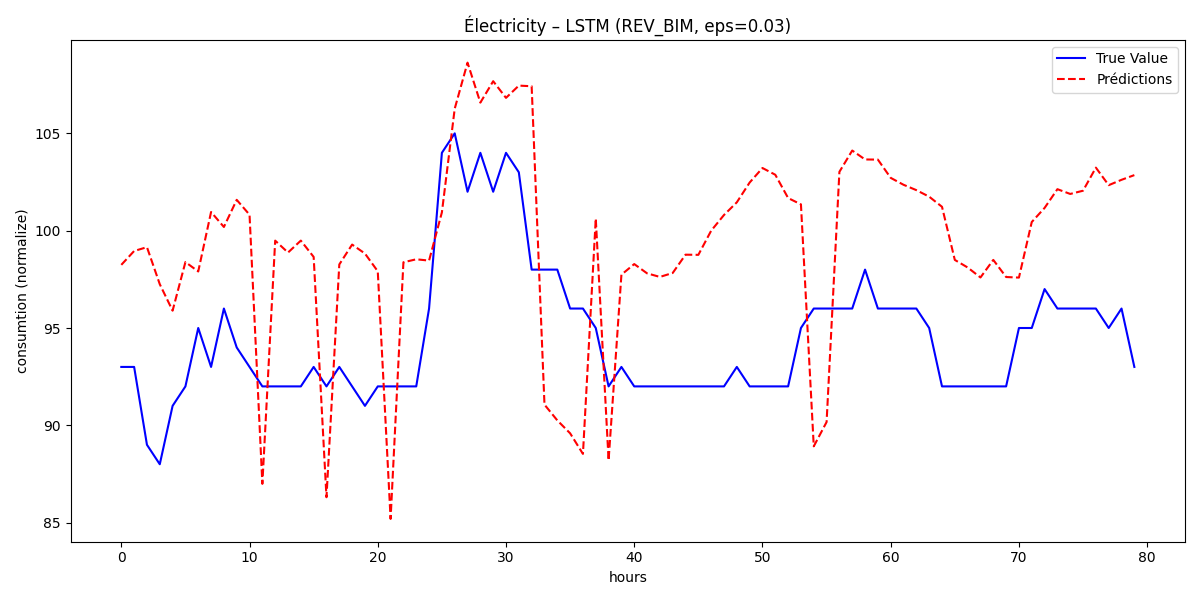 Électricity – LSTM (REV_BIM, eps=0.03)
True Value
Prédictions
consumtion (normalize)
105
100
95
90
85
0 10 20 30 40 50 60 70 80
hours